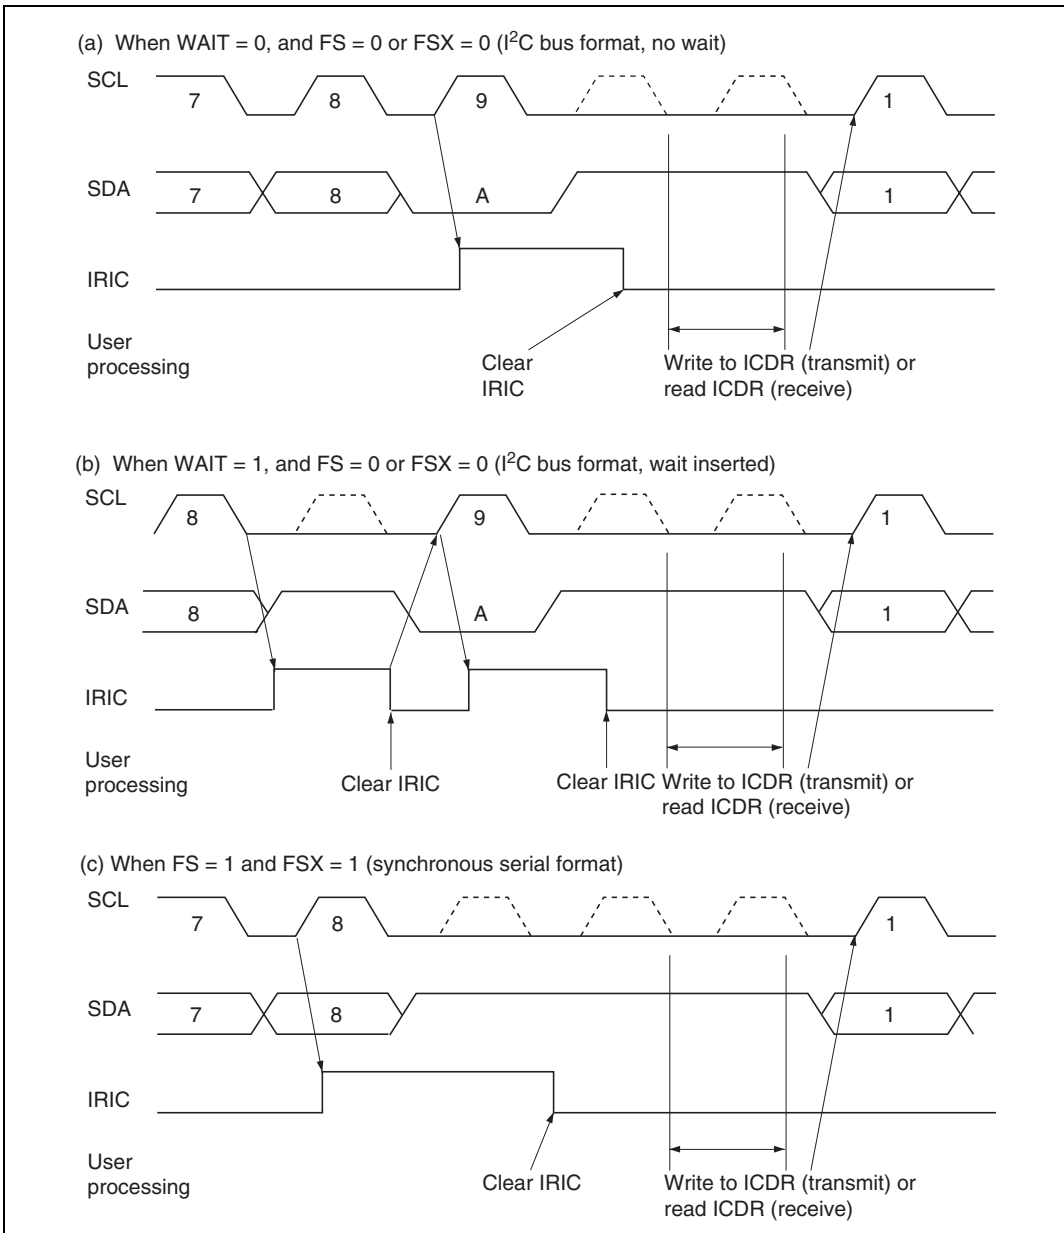 (a) When WAIT = 0, and FS = 0 or FSX = 0 (I²C bus format, no wait)
SCL
7 8 9 1
SDA
7 8 A 1
IRIC
User
processing
Clear
IRIC
Write to ICDR (transmit) or
read ICDR (receive)
(b) When WAIT = 1, and FS = 0 or FSX = 0 (I²C bus format, wait inserted)
SCL
8 9 1
SDA
8 A 1
IRIC
User
processing
Clear IRIC
Clear IRIC
Write to ICDR (transmit) or
read ICDR (receive)
(c) When FS = 1 and FSX = 1 (synchronous serial format)
SCL
7 8 1
SDA
7 8 1
IRIC
User
processing
Clear IRIC
Write to ICDR (transmit) or
read ICDR (receive)